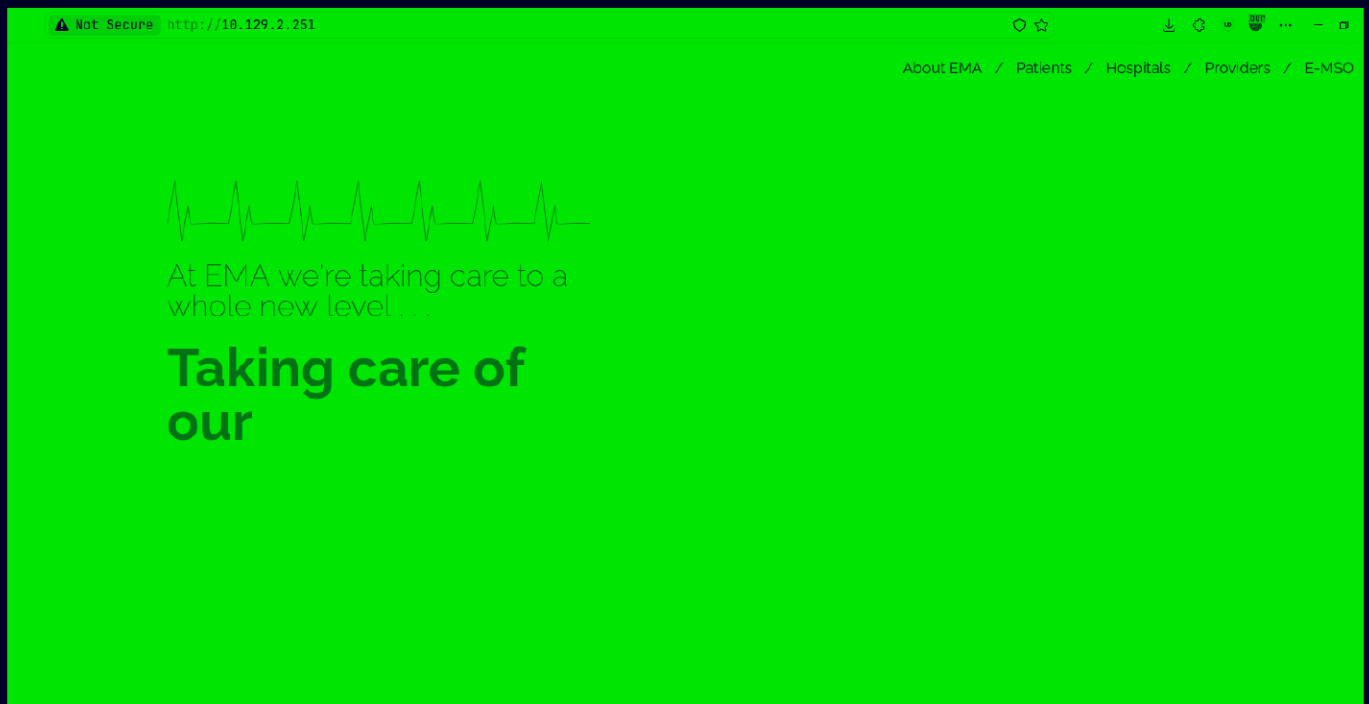 Not Secure http://10.129.2.251
About EMA / Patients / Hospitals / Providers / E-MSO
At EMA we're taking care to a
whole new level . . .
Taking care of
our